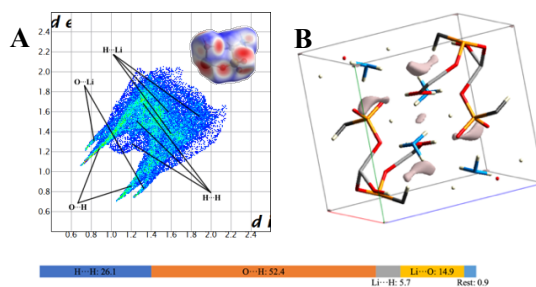 A
B
d e
2.4
2.2
2.0
1.8
1.6
1.4
1.2
1.0
0.8
0.6
H···Li
O···Li
O···H
H···H
0.6 0.8 1.0 1.2 1.4 1.6 1.8 2.0 2.2 2.4
d i
H···H: 26.1 O···H: 52.4 Li···O: 14.9 Rest: 0.9
Li···H: 5.7